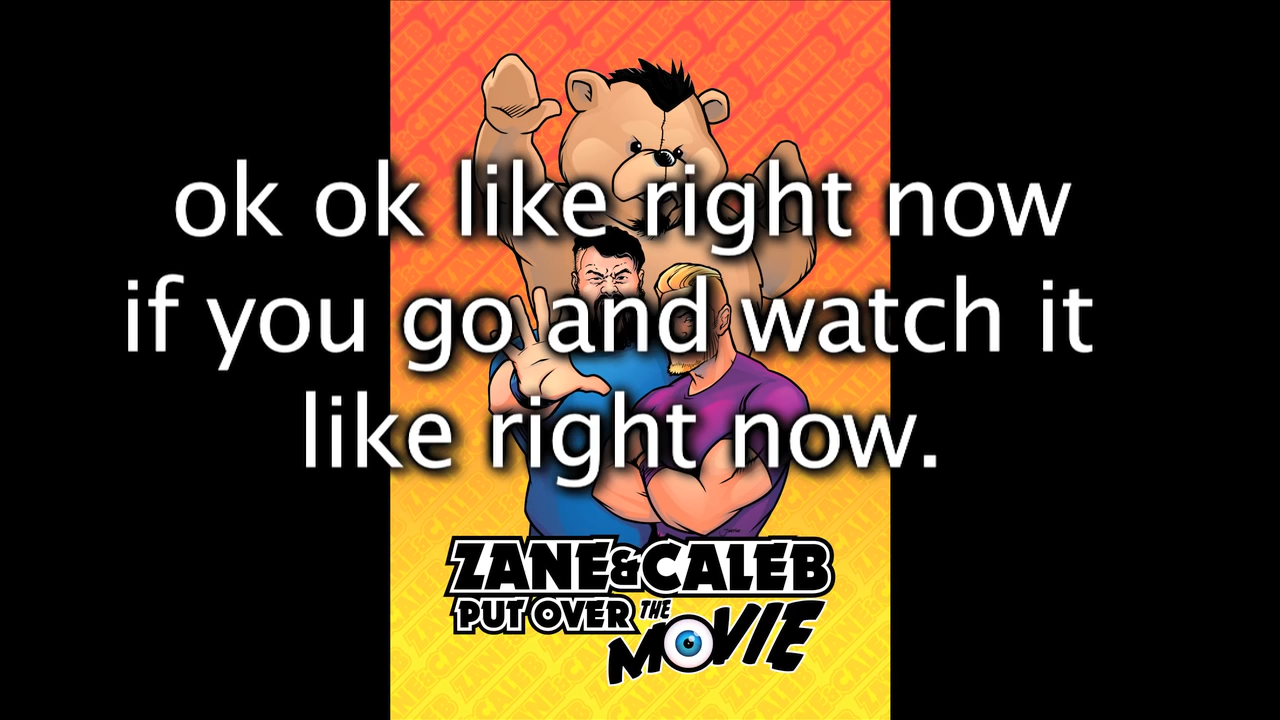 ok ok like right now
if you go and watch it
like right now.
ZANE&CALEB
PUT OVER THE
MOVIE